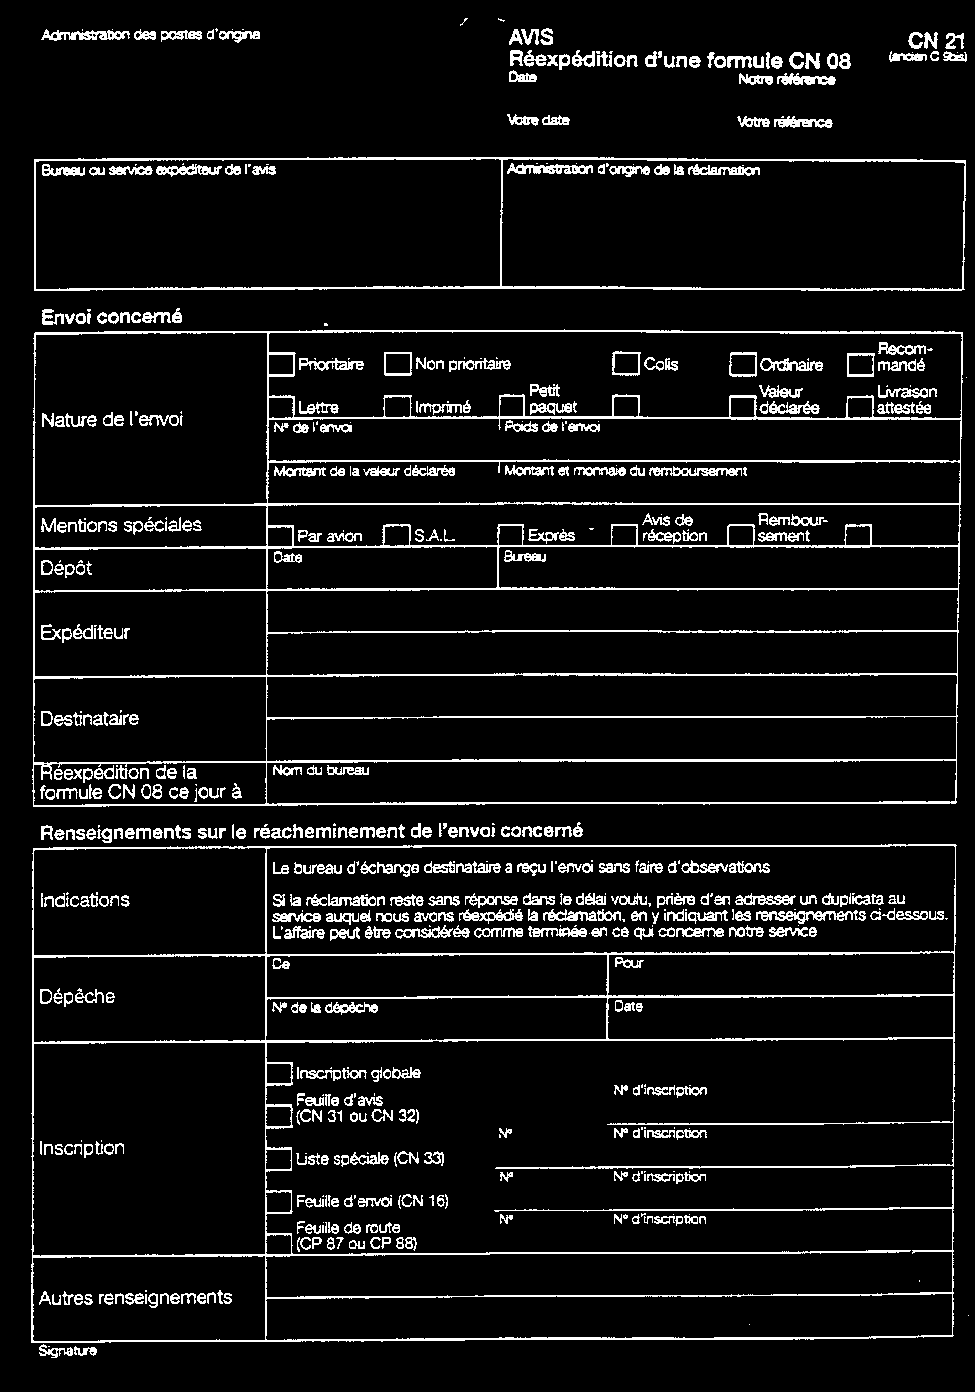 Administration des postes d'origine
AVIS
CN 21
Réexpédition d'une formule CN 08
(ancien C 9bis)
Date
Notre référence
Votre date
Votre référence
Bureau ou service expéditeur de l'avis
Administration d'origine de la réclamation
Envoi concerné
Nature de l'envoi
Prioritaire
Non prioritaire
Colis
Ordinaire
Recom-
mandé
Lettre
Imprimé
Petit
paquet
Valeur
déclarée
Livraison
attestée
N° de l'envoi
Poids de l'envoi
Montant de la valeur déclarée
Montant et monnaie du remboursement
Mentions spéciales
Par avion
S.A.L.
Exprès
Avis de
réception
Rembour-
sement
Dépôt
Date
Bureau
Expéditeur
Destinataire
Réexpédition de la
formule CN 08 ce jour à
Nom du bureau
Renseignements sur le réacheminement de l'envoi concerné
Indications
Le bureau d'échange destinataire a reçu l'envoi sans faire d'observations
Si la réclamation reste sans réponse dans le délai voulu, prière d'en adresser un duplicata au
service auquel nous avons réexpédié la réclamation, en y indiquant les renseignements ci-dessous.
L'affaire peut être considérée comme terminée en ce qui concerne notre service
Dépêche
De
Pour
N° de la dépêche
Date
Inscription
Inscription globale
Feuille d'avis
(CN 31 ou CN 32)
N° d'inscription
Liste spéciale (CN 33)
N°
N° d'inscription
Feuille d'envoi (CN 16)
N°
N° d'inscription
Feuille de route
(CP 87 ou CP 88)
N°
N° d'inscription
Autres renseignements
Signature